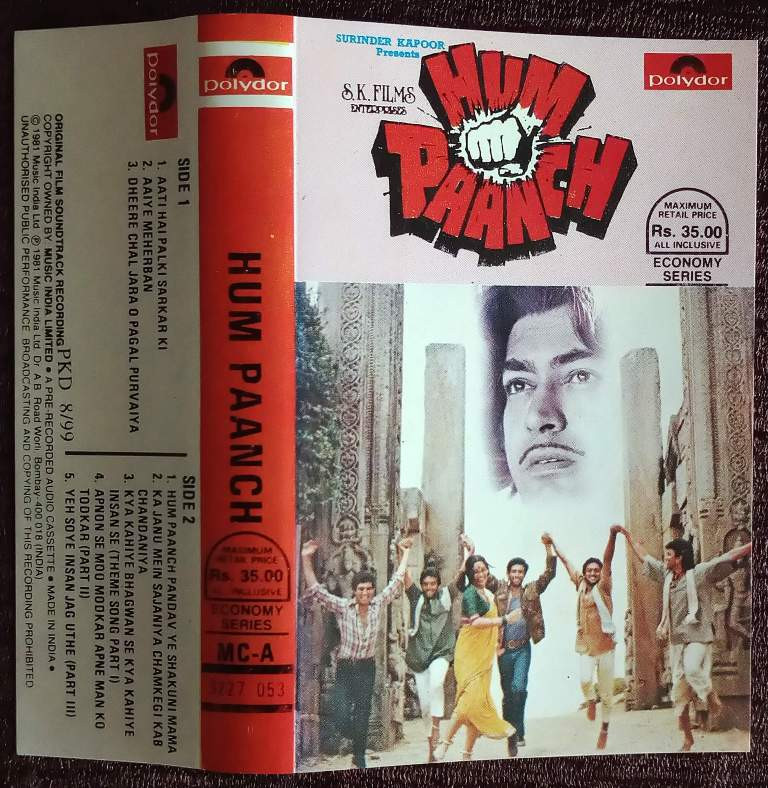 polydor
SIDE 1
1. AATI HAI PALKI SARKAR KI
2. AAIYE MEHERBAN
3. DHEERE CHAL JARA O PAGAL PURVAIYA
SIDE 2
1. HUM PAANCH PANDAV, YE SHAKUNI MAMA
2. KA JANU MEIN SAJANIYA CHAMKEGI KAB
CHANDANIYA
3. KYA KAHIYE BHAGWAN SE KYA KAHIYE
INSAN SE (THEME SONG PART I)
4. APNON SE MOU MODKAR APNE MAN KO
TODKAR (PART II)
5. YEH SOYE INSAN JAG UTHE (PART III)
PKD 8/99
ORIGINAL FILM SOUNDTRACK RECORDING
COPYRIGHT OWNED BY MUSIC INDIA LIMITED • A PRE-RECORDED AUDIO CASSETTE • MADE IN INDIA •
© 1981 Music India Ltd ℗ 1981 Music India Ltd. Dr. A.B. Road Worli, Bombay-400 018 (INDIA)
UNAUTHORISED PUBLIC PERFORMANCE BROADCASTING AND COPYING OF THIS RECORDING PROHIBITED
polydor
HUM PAANCH
MAXIMUM
RETAIL PRICE
Rs. 35.00
ALL INCLUSIVE
ECONOMY
SERIES
MC-A
3227 053
SURINDER KAPOOR
Presents
S.K. FILMS
ENTERPRISES
HUM
PAANCH
polydor
MAXIMUM
RETAIL PRICE
Rs. 35.00
ALL INCLUSIVE
ECONOMY
SERIES